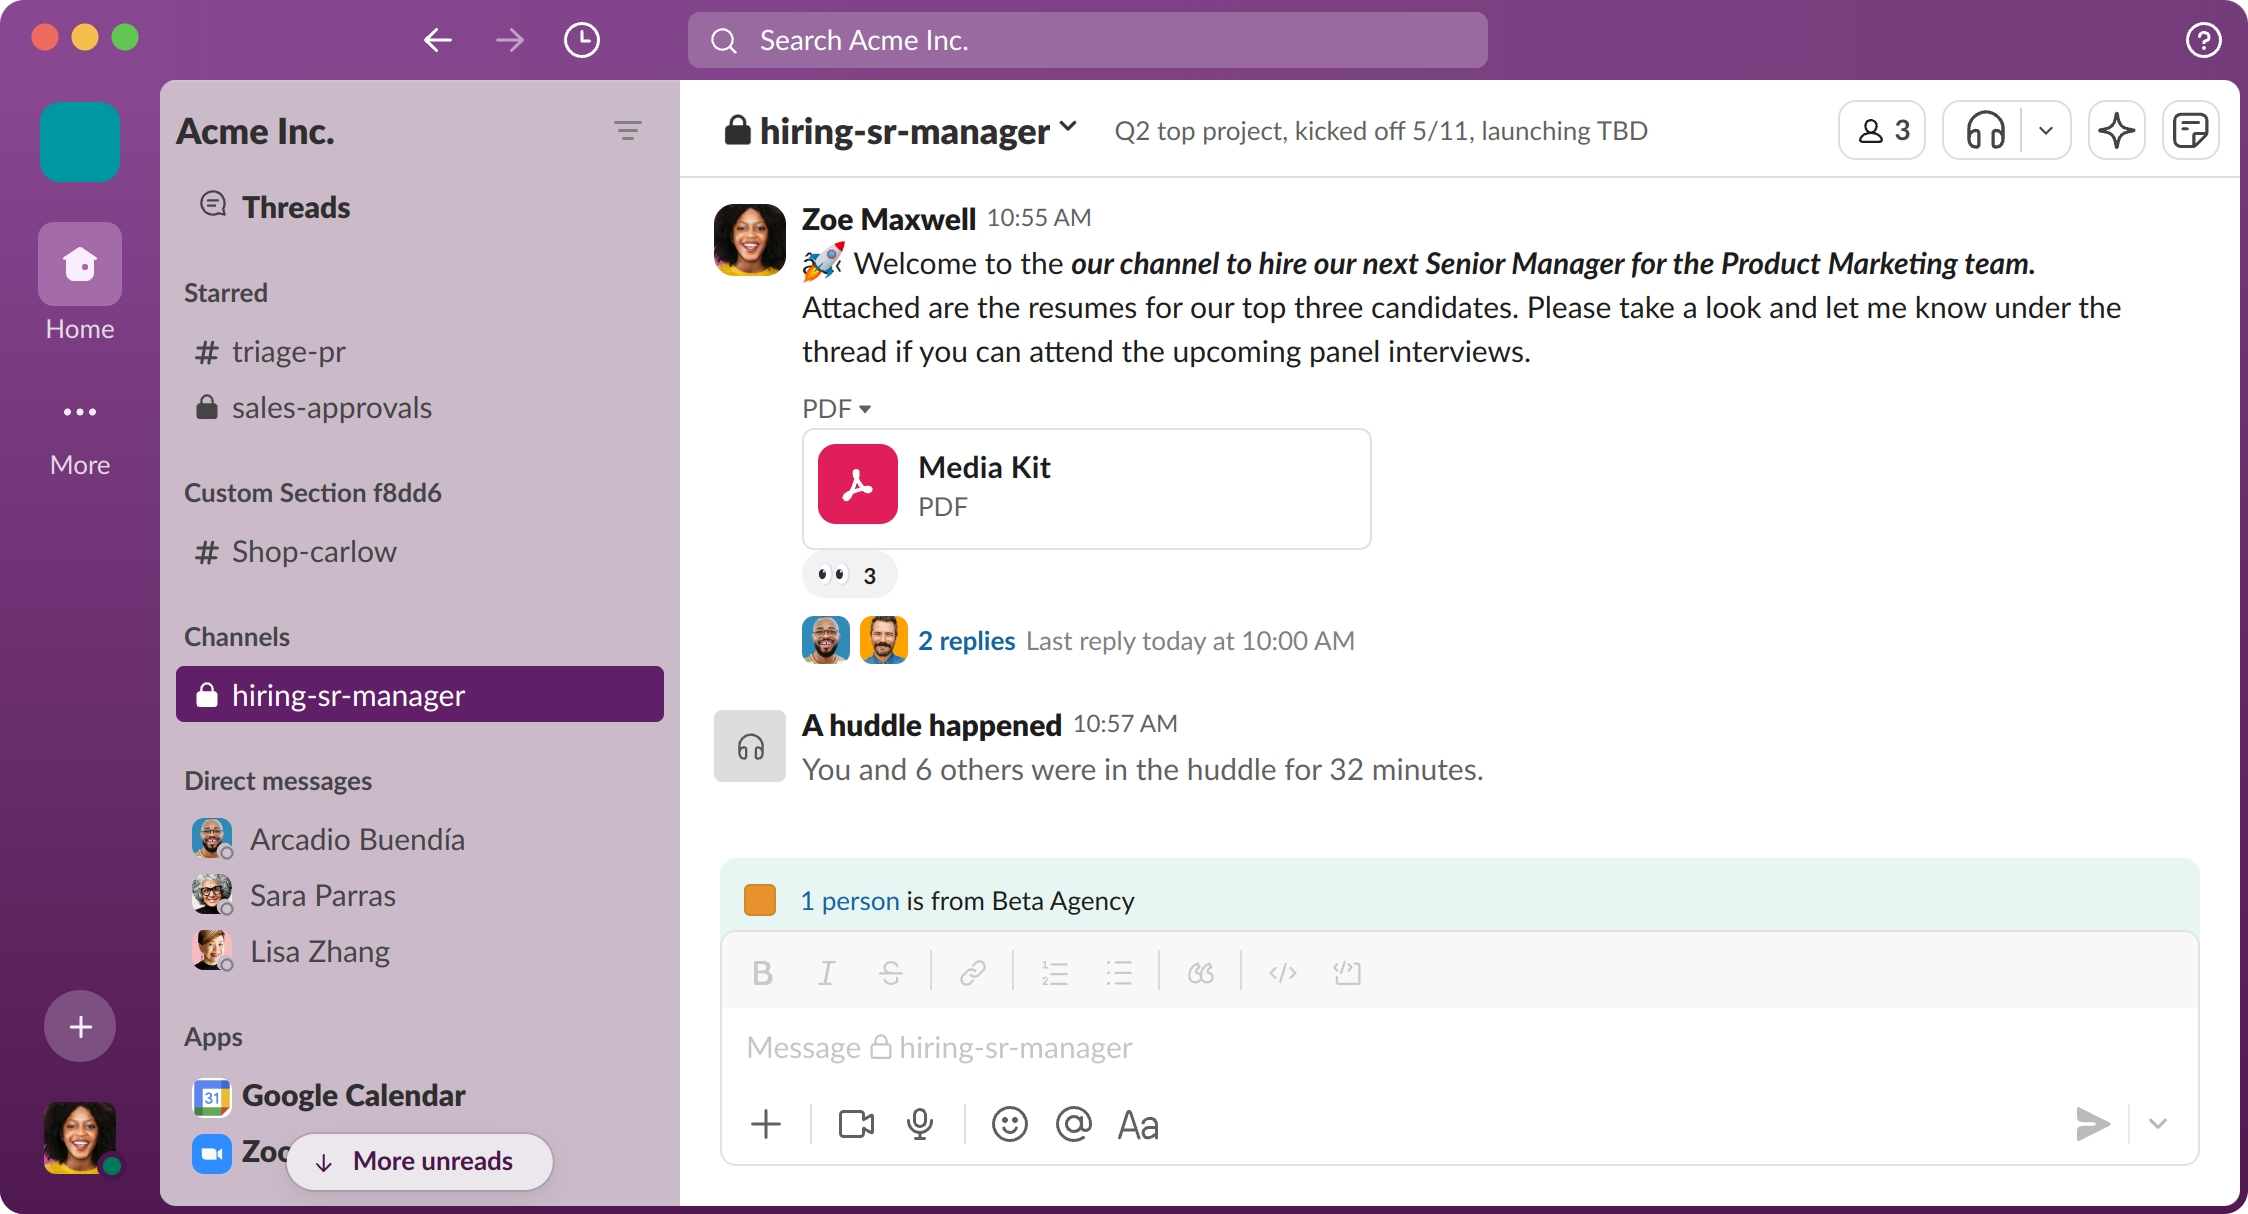 Search Acme Inc.
Acme Inc.
Threads
Starred
triage-pr
sales-approvals
Custom Section f8dd6
Shop-carlow
Channels
hiring-sr-manager
Direct messages
Arcadio Buendía
Sara Parras
Lisa Zhang
Apps
31
Google Calendar
More unreads
Home
More
hiring-sr-manager
Q2 top project, kicked off 5/11, launching TBD
3
Zoe Maxwell 10:55 AM
Welcome to the our channel to hire our next Senior Manager for the Product Marketing team.
Attached are the resumes for our top three candidates. Please take a look and let me know under the
thread if you can attend the upcoming panel interviews.
PDF
Media Kit
PDF
3
2 replies Last reply today at 10:00 AM
A huddle happened 10:57 AM
You and 6 others were in the huddle for 32 minutes.
1 person is from Beta Agency
Message hiring-sr-manager
Aa